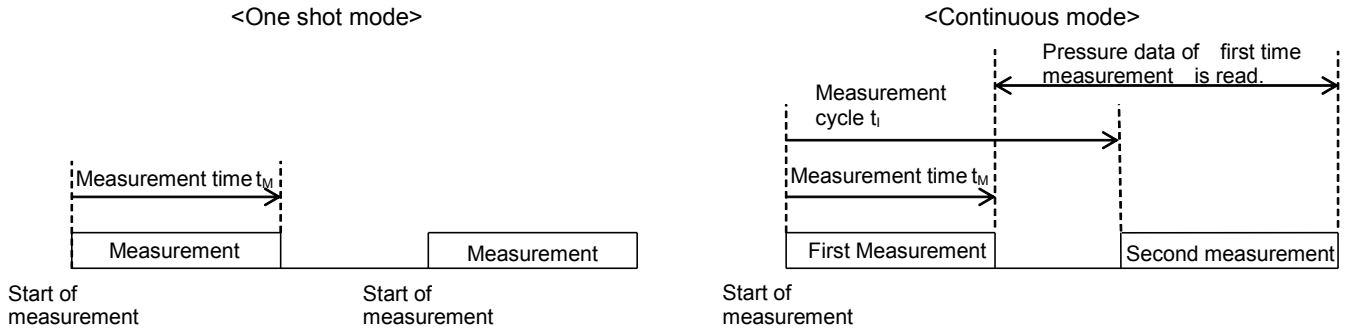 <One shot mode>
Measurement time tM
Measurement
Measurement
Start of
measurement
Start of
measurement
<Continuous mode>
Pressure data of first time
measurement is read.
Measurement
cycle tI
Measurement time tM
First Measurement
Second measurement
Start of
measurement